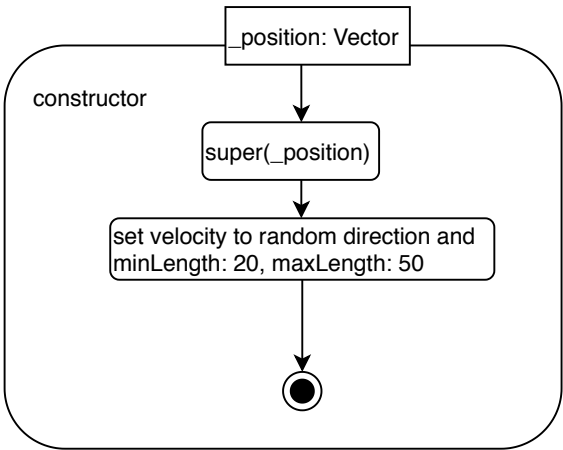 _position: Vector
constructor
super(_position)
set velocity to random direction and
minLength: 20, maxLength: 50